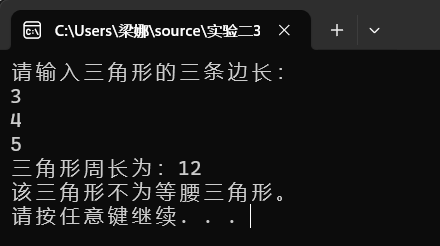 C:\Users\梁娜\source\实验二3
请输入三角形的三条边长：
3
4
5
三角形周长为：12
该三角形不为等腰三角形。
请按任意键继续. . .